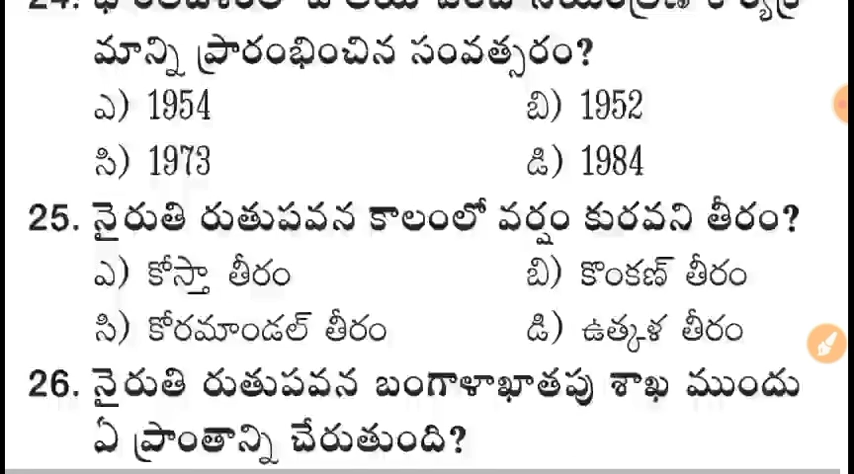 మాన్ని ప్రారంభించిన సంవత్సరం?
ఎ) 1954 బి) 1952
సి) 1973 డి) 1984
25. నైరుతి రుతుపవన కాలంలో వర్షం కురవని తీరం?
ఎ) కోస్తా తీరం బి) కొంకణ్ తీరం
సి) కోరమాండల్ తీరం డి) ఉత్కళ తీరం
26. నైరుతి రుతుపవన బంగాళాఖాతపు శాఖ ముందు
ఏ ప్రాంతాన్ని చేరుతుంది?